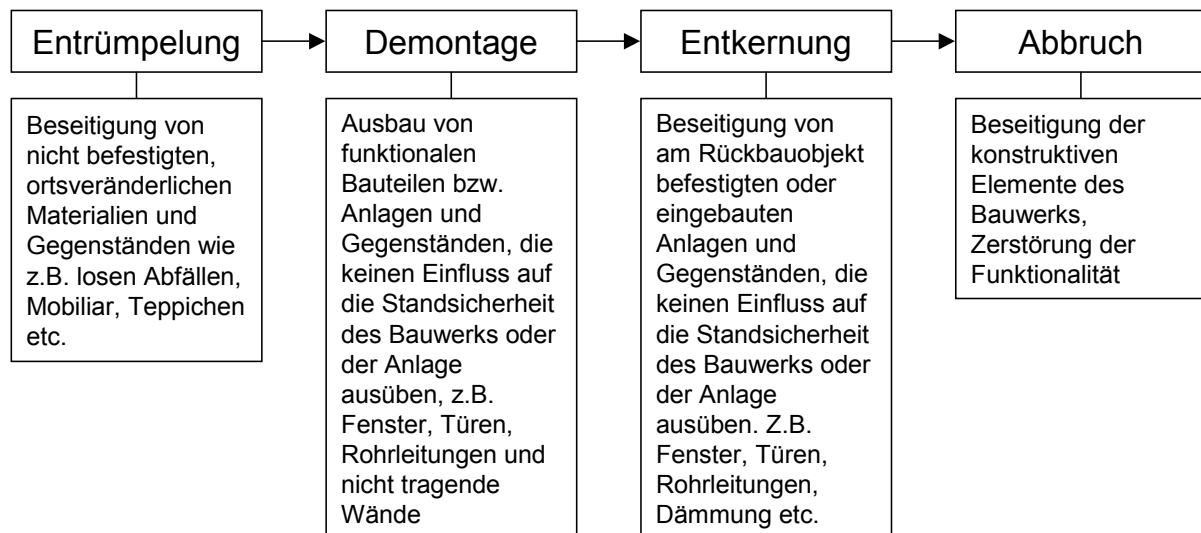 Entrümpelung
Demontage
Entkernung
Abbruch
Beseitigung von
nicht befestigten,
ortsveränderlichen
Materialien und
Gegenständen wie
z.B. losen Abfällen,
Mobiliar, Teppichen
etc.
Ausbau von
funktionalen
Bauteilen bzw.
Anlagen und
Gegenständen, die
keinen Einfluss auf
die Standsicherheit
des Bauwerks oder
der Anlage
ausüben, z.B.
Fenster, Türen,
Rohrleitungen und
nicht tragende
Wände
Beseitigung von
am Rückbauobjekt
befestigten oder
eingebauten
Anlagen und
Gegenständen, die
keinen Einfluss auf
die Standsicherheit
des Bauwerks oder
der Anlage
ausüben. Z.B.
Fenster, Türen,
Rohrleitungen,
Dämmung etc.
Beseitigung der
konstruktiven
Elemente des
Bauwerks,
Zerstörung der
Funktionalität